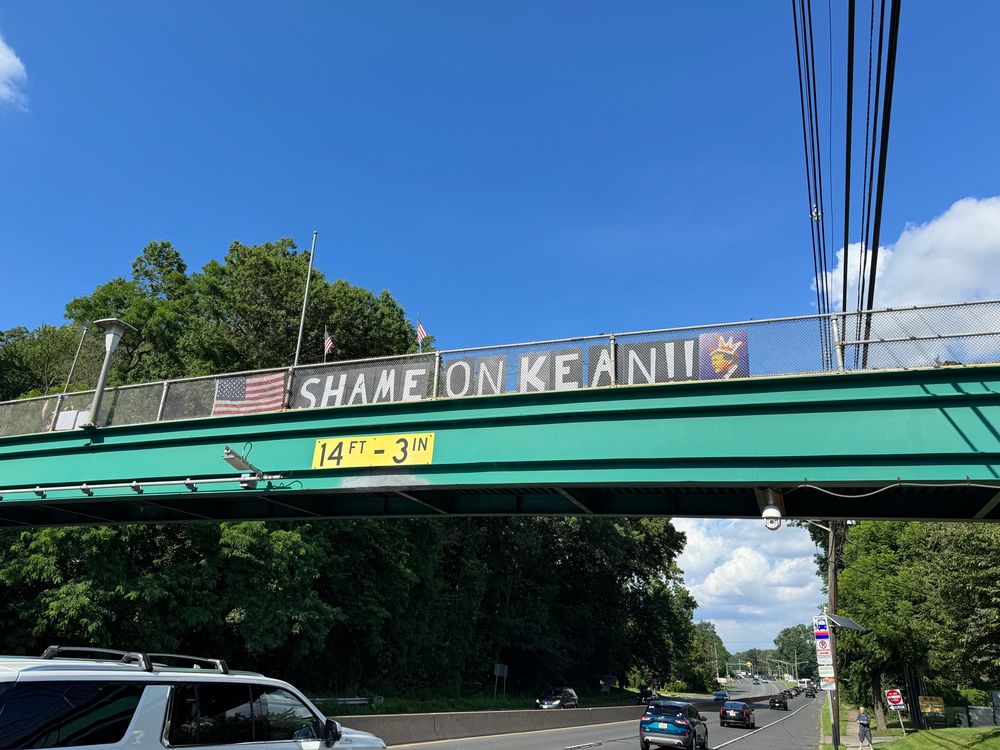 SHAME ON KEAN!!
14 FT - 3 IN